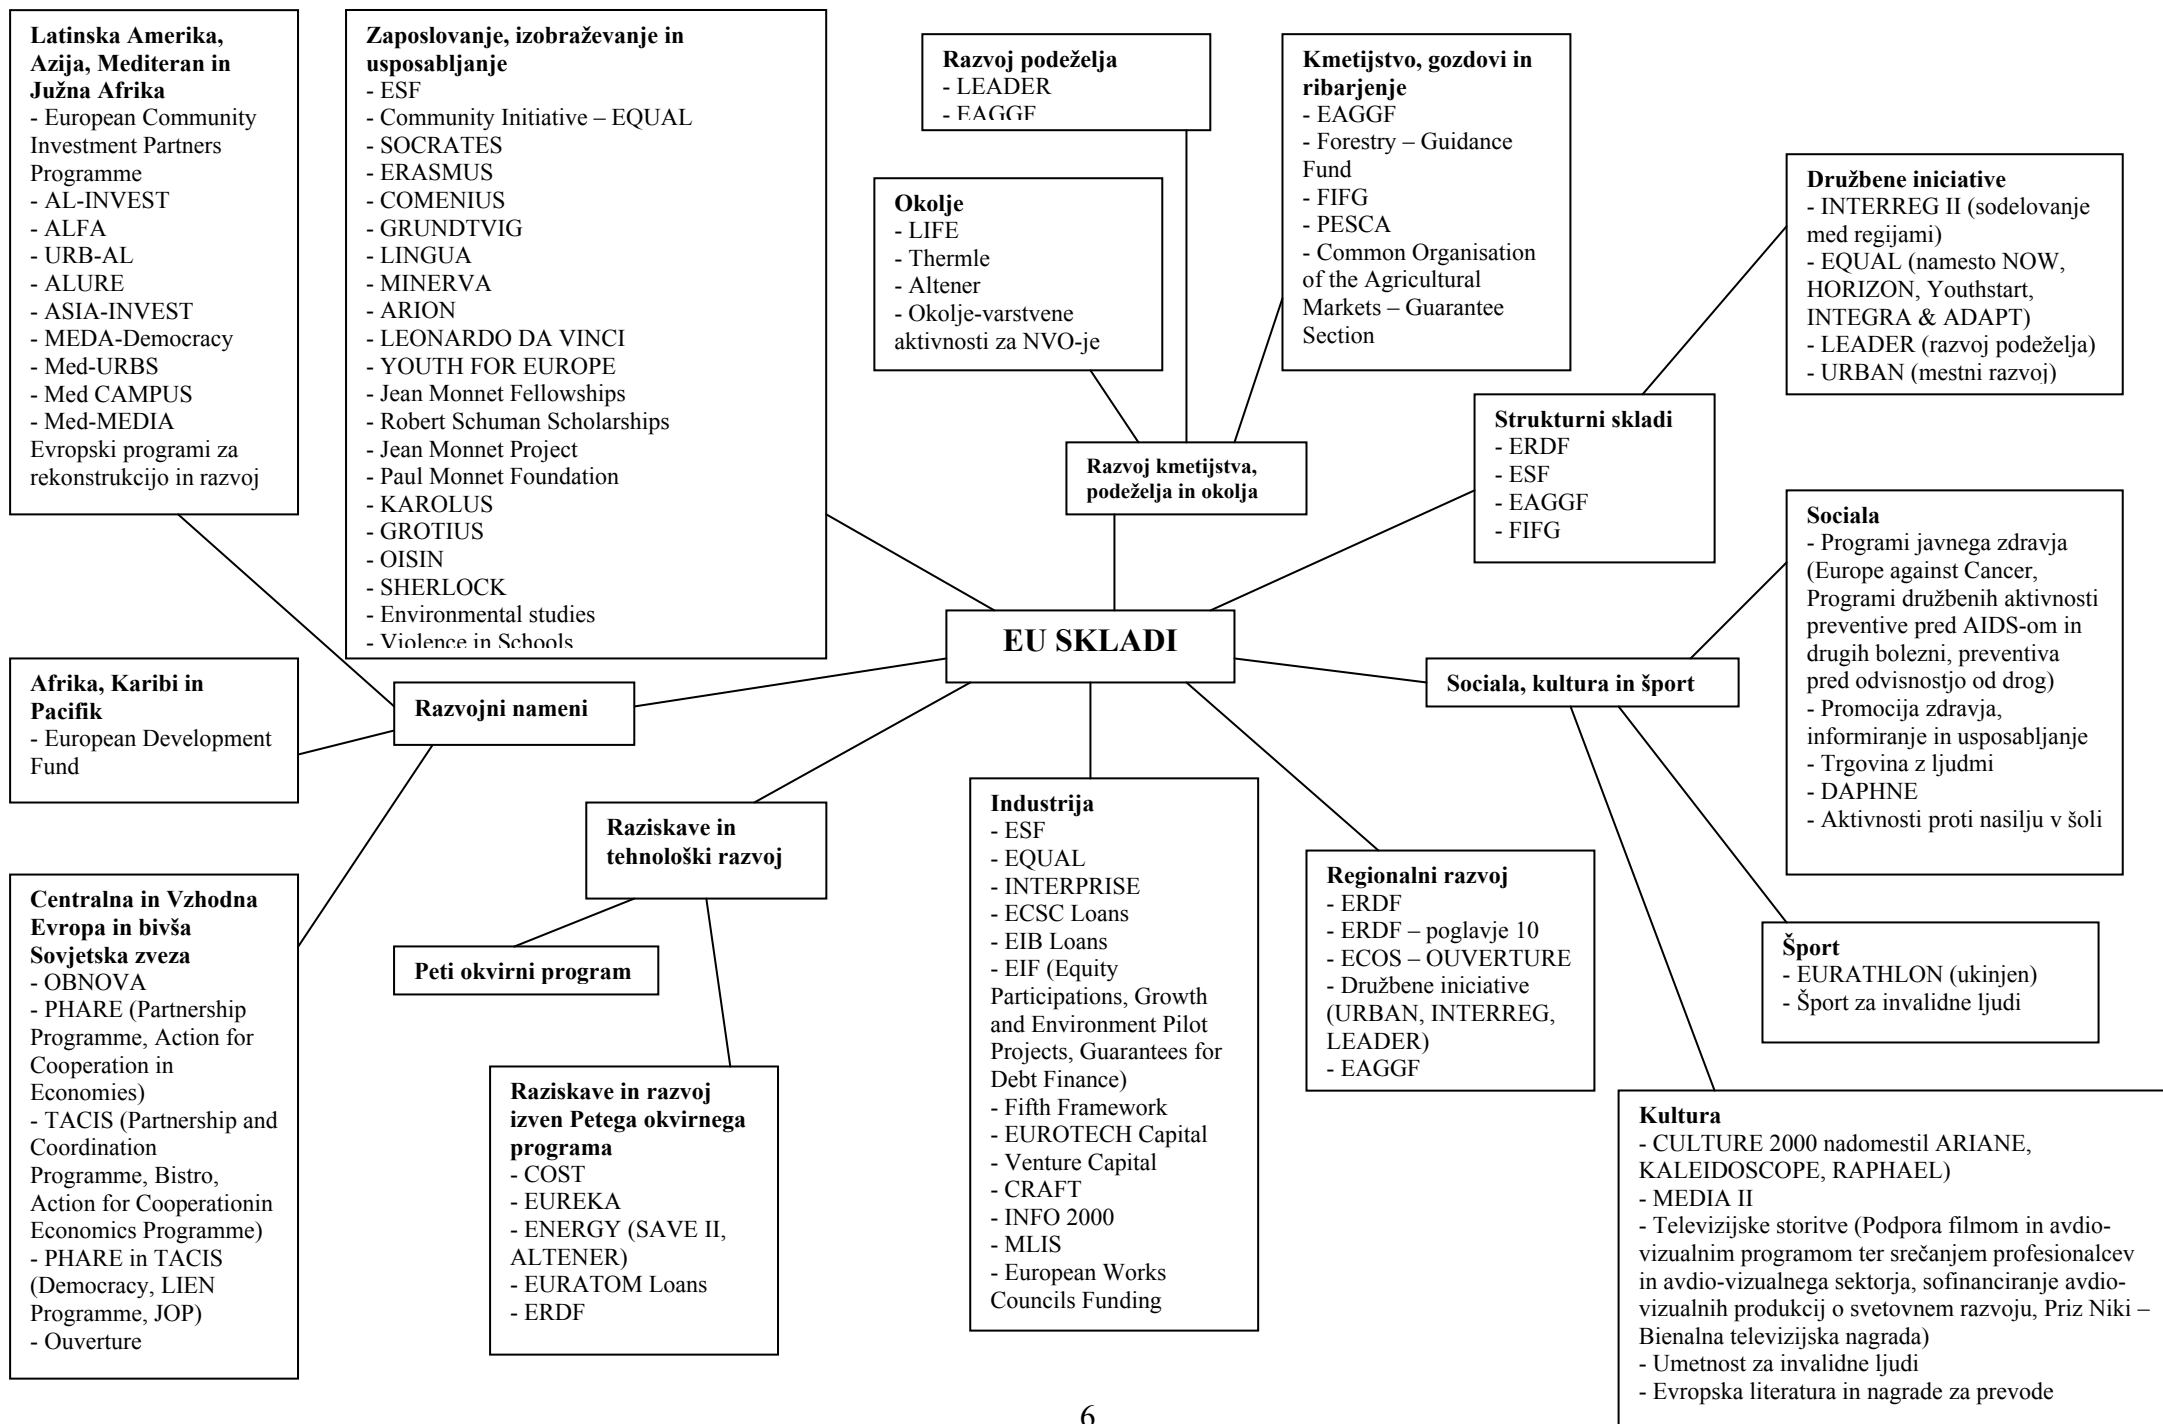 Latinska Amerika,
Azija, Mediteran in
Južna Afrika
- European Community
Investment Partners
Programme
- AL-INVEST
- ALFA
- URB-AL
- ALURE
- ASIA-INVEST
- MEDA-Democracy
- Med-URBS
- Med CAMPUS
- Med-MEDIA
Evropski programi za
rekonstrukcijo in razvoj
Zaposlovanje, izobraževanje in
usposabljanje
- ESF
- Community Initiative – EQUAL
- SOCRATES
- ERASMUS
- COMENIUS
- GRUNDTVIG
- LINGUA
- MINERVA
- ARION
- LEONARDO DA VINCI
- YOUTH FOR EUROPE
- Jean Monnet Fellowships
- Robert Schuman Scholarships
- Jean Monnet Project
- Paul Monnet Foundation
- KAROLUS
- GROTIUS
- OISIN
- SHERLOCK
- Environmental studies
- Violence in Schools
Razvoj podeželja
- LEADER
- EAGGF
Okolje
- LIFE
- Thermle
- Altener
- Okolje-varstvene
aktivnosti za NVO-je
Kmetijstvo, gozdovi in
ribarjenje
- EAGGF
- Forestry – Guidance
Fund
- FIFG
- PESCA
- Common Organisation
of the Agricultural
Markets – Guarantee
Section
Družbene iniciative
- INTERREG II (sodelovanje
med regijami)
- EQUAL (namesto NOW,
HORIZON, Youthstart,
INTEGRA & ADAPT)
- LEADER (razvoj podeželja)
- URBAN (mestni razvoj)
Razvoj kmetijstva,
podeželja in okolja
Strukturni skladi
- ERDF
- ESF
- EAGGF
- FIFG
Sociala
- Programi javnega zdravja
(Europe against Cancer,
Programi družbenih aktivnosti
preventive pred AIDS-om in
drugih bolezni, preventiva
pred odvisnostjo od drog)
- Promocija zdravja,
informiranje in usposabljanje
- Trgovina z ljudmi
- DAPHNE
- Aktivnosti proti nasilju v šoli
EU SKLADI
Afrika, Karibi in
Pacifik
- European Development
Fund
Razvojni nameni
Sociala, kultura in šport
Centralna in Vzhodna
Evropa in bivša
Sovjetska zveza
- OBNOVA
- PHARE (Partnership
Programme, Action for
Cooperation in
Economies)
- TACIS (Partnership and
Coordination
Programme, Bistro,
Action for Cooperationin
Economics Programme)
- PHARE in TACIS
(Democracy, LIEN
Programme, JOP)
- Ouverture
Raziskave in
tehnološki razvoj
Peti okvirni program
Raziskave in razvoj
izven Petega okvirnega
programa
- COST
- EUREKA
- ENERGY (SAVE II,
ALTENER)
- EURATOM Loans
- ERDF
Industrija
- ESF
- EQUAL
- INTERPRISE
- ECSC Loans
- EIB Loans
- EIF (Equity
Participations, Growth
and Environment Pilot
Projects, Guarantees for
Debt Finance)
- Fifth Framework
- EUROTECH Capital
- Venture Capital
- CRAFT
- INFO 2000
- MLIS
- European Works
Councils Funding
Regionalni razvoj
- ERDF
- ERDF – poglavje 10
- ECOS – OUVERTURE
- Družbene iniciative
(URBAN, INTERREG,
LEADER)
- EAGGF
Šport
- EURATHLON (ukinjen)
- Šport za invalidne ljudi
Kultura
- CULTURE 2000 nadomestil ARIANE,
KALEIDOSCOPE, RAPHAEL)
- MEDIA II
- Televizijske storitve (Podpora filmom in avdio-
vizualnim programom ter srečanjem profesionalcev
in avdio-vizualnega sektorja, sofinanciranje avdio-
vizualnih produkcij o svetovnem razvoju, Priz Niki –
Bienalna televizijska nagrada)
- Umetnost za invalidne ljudi
- Evropska literatura in nagrade za prevode
6